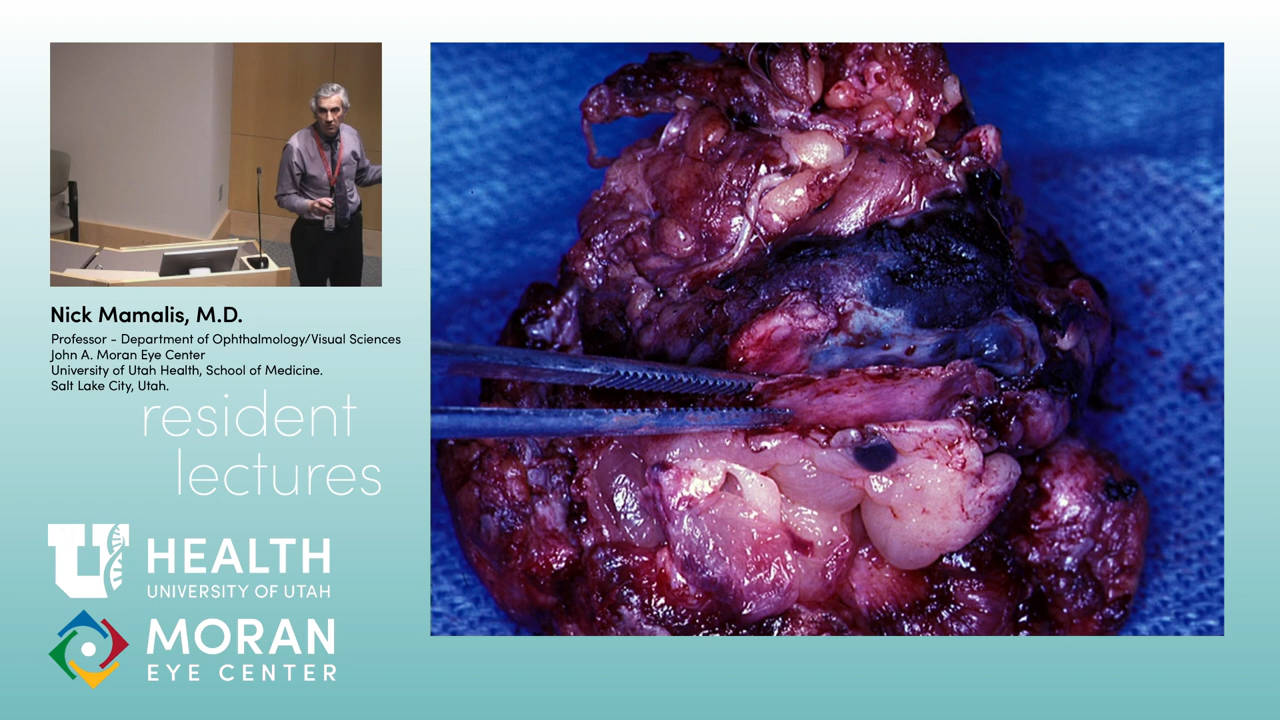 Nick Mamalis, M.D.
Professor - Department of Ophthalmology/Visual Sciences
John A. Moran Eye Center
University of Utah Health, School of Medicine.
Salt Lake City, Utah.
resident
lectures
U HEALTH
UNIVERSITY OF UTAH
MORAN
EYE CENTER